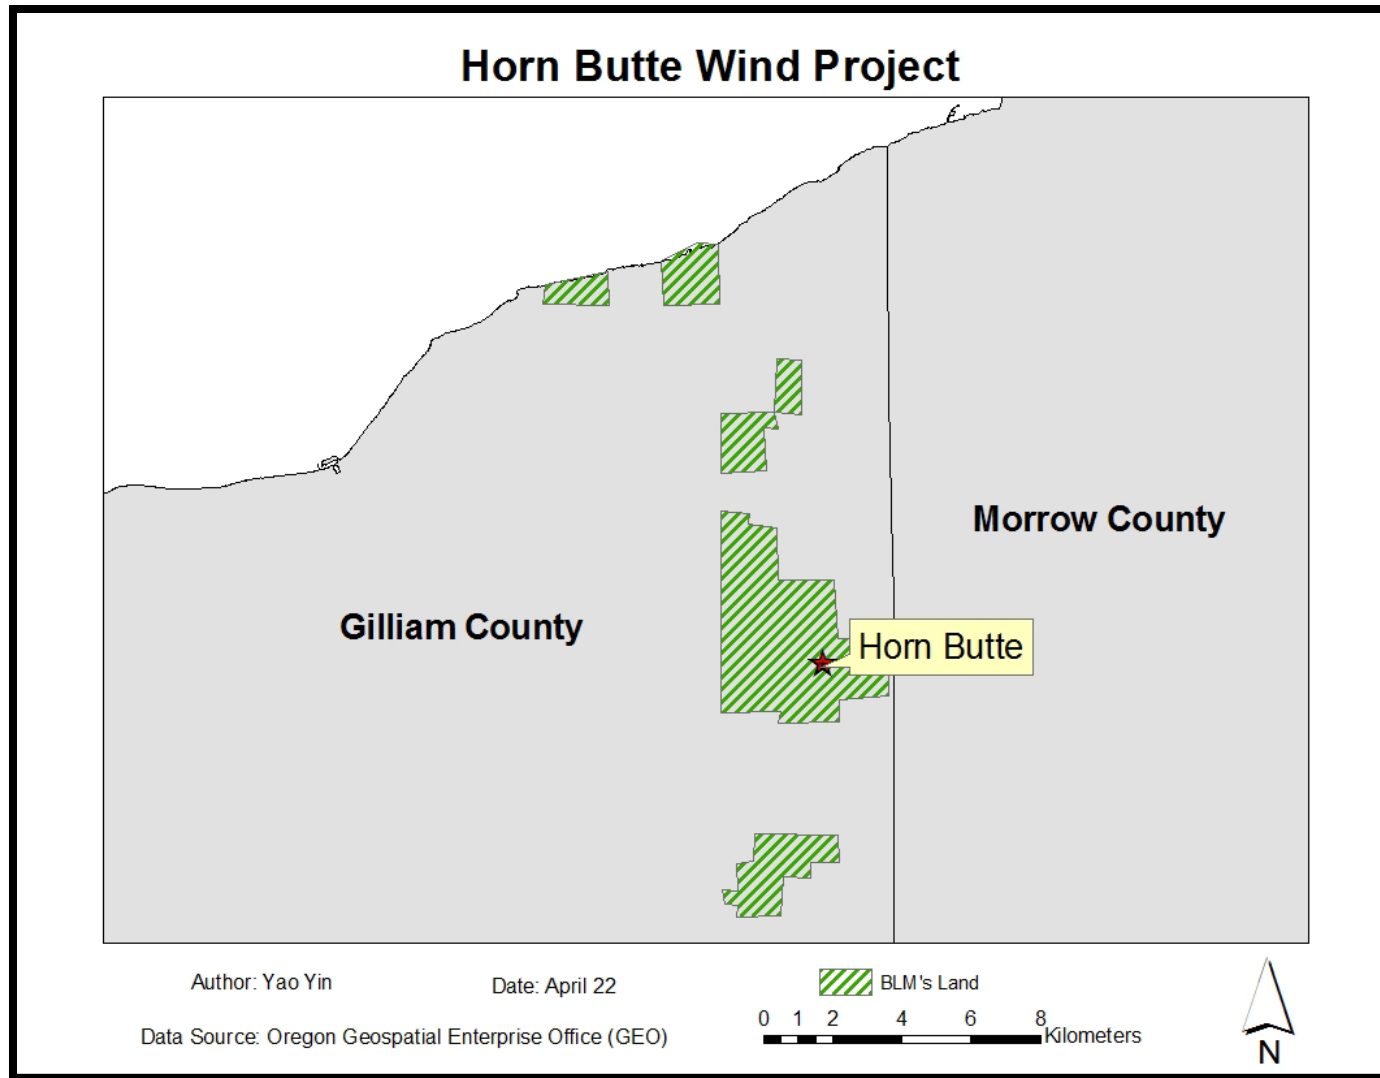 Horn Butte Wind Project
Morrow County
Gilliam County
Horn Butte
Author: Yao Yin
Date: April 22
BLM's Land
Data Source: Oregon Geospatial Enterprise Office (GEO)
0 1 2 4 6 8
Kilometers
N